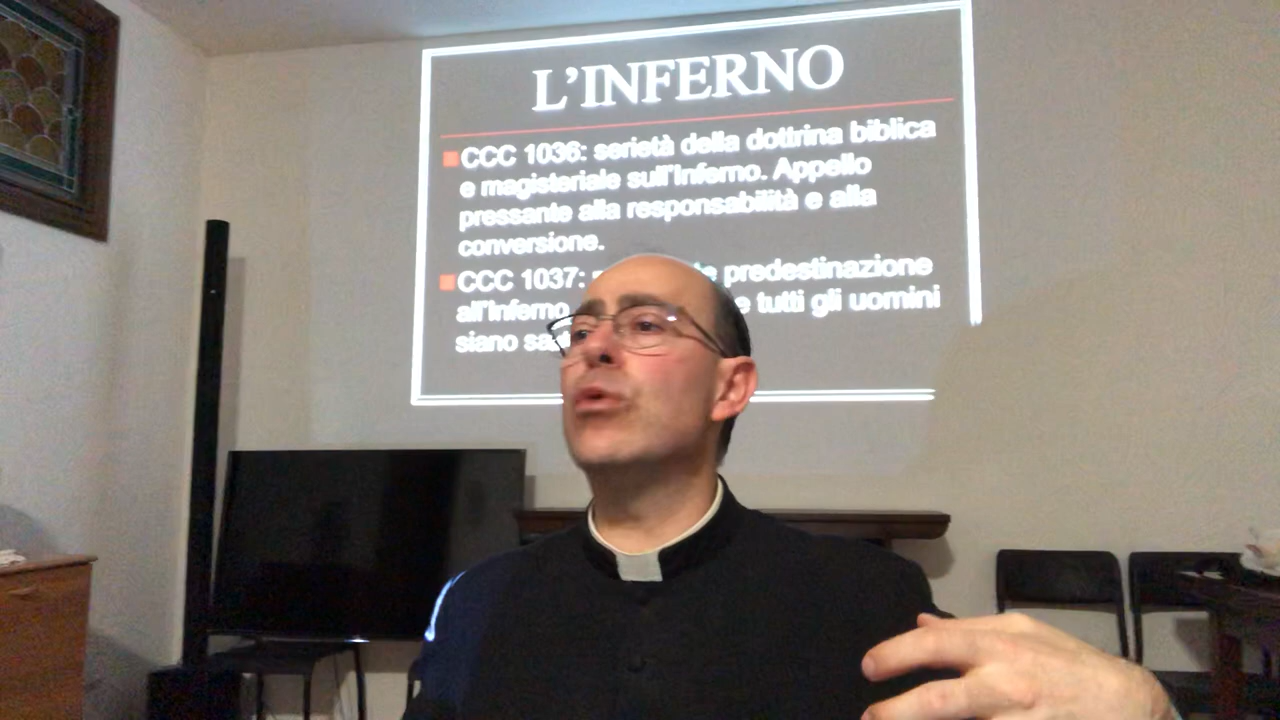 L'INFERNO
CCC 1036: serietà della dottrina biblica
e magisteriale sull'Inferno. Appello
pressante alla responsabilità e alla
conversione.
CCC 1037: predestinazione
all'Inferno e tutti gli uomini
siano